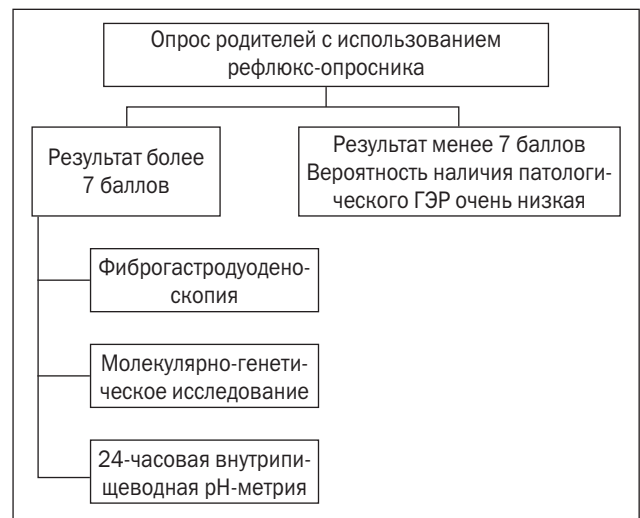 Опрос родителей с использованием
рефлюкс-опросника
Результат более
7 баллов
Результат менее 7 баллов
Вероятность наличия патологи-
ческого ГЭР очень низкая
Фиброгастродуодено-
скопия
Молекулярно-генети-
ческое исследование
24-часовая внутрипи-
щеводная pH-метрия